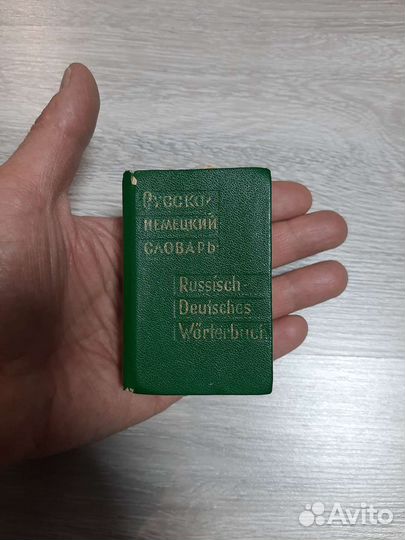 Русско-
немецкий
словарь
Russisch-
Deutsches
Wörterbuch
Avito